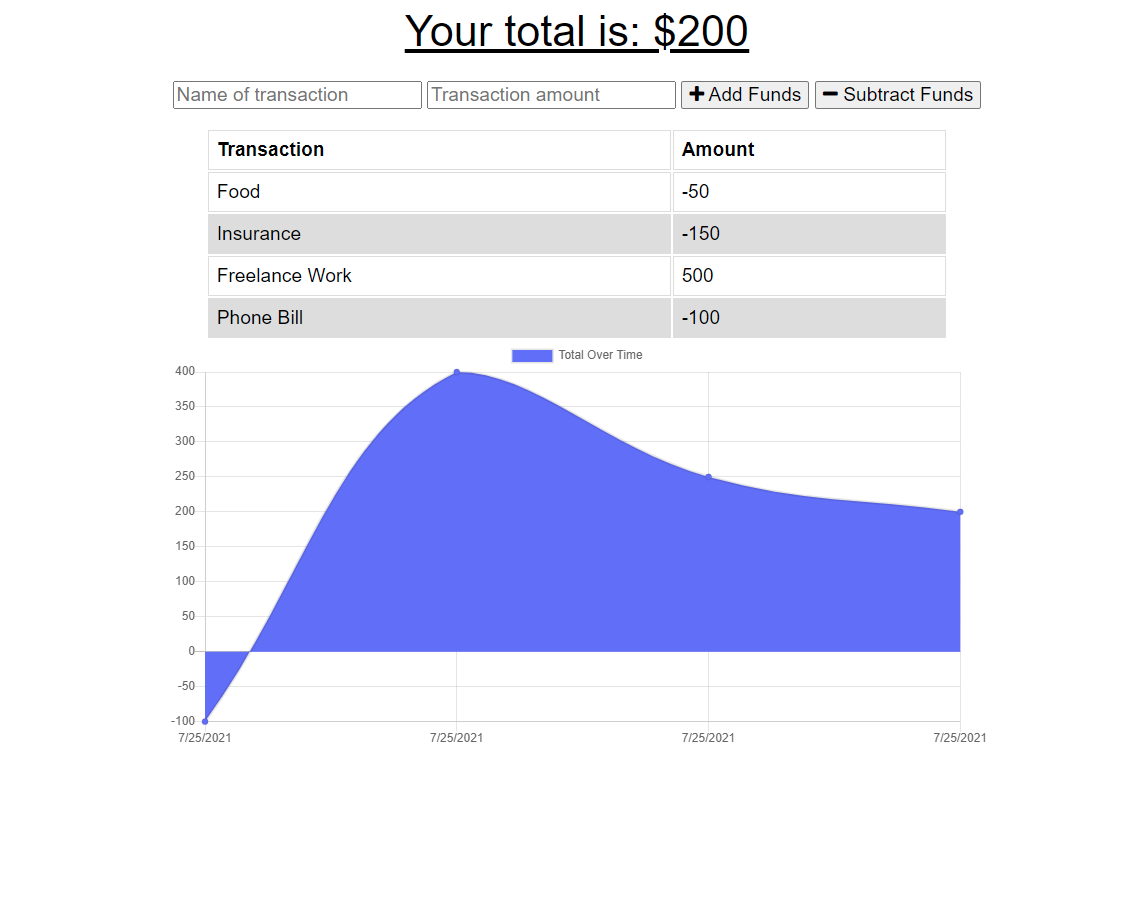 Your total is: $200
Name of transaction Transaction amount Add Funds Subtract Funds
Transaction Amount
Food -50
Insurance -150
Freelance Work 500
Phone Bill -100
Total Over Time
400
350
300
250
200
150
100
50
0
-50
-100
7/25/2021 7/25/2021 7/25/2021 7/25/2021